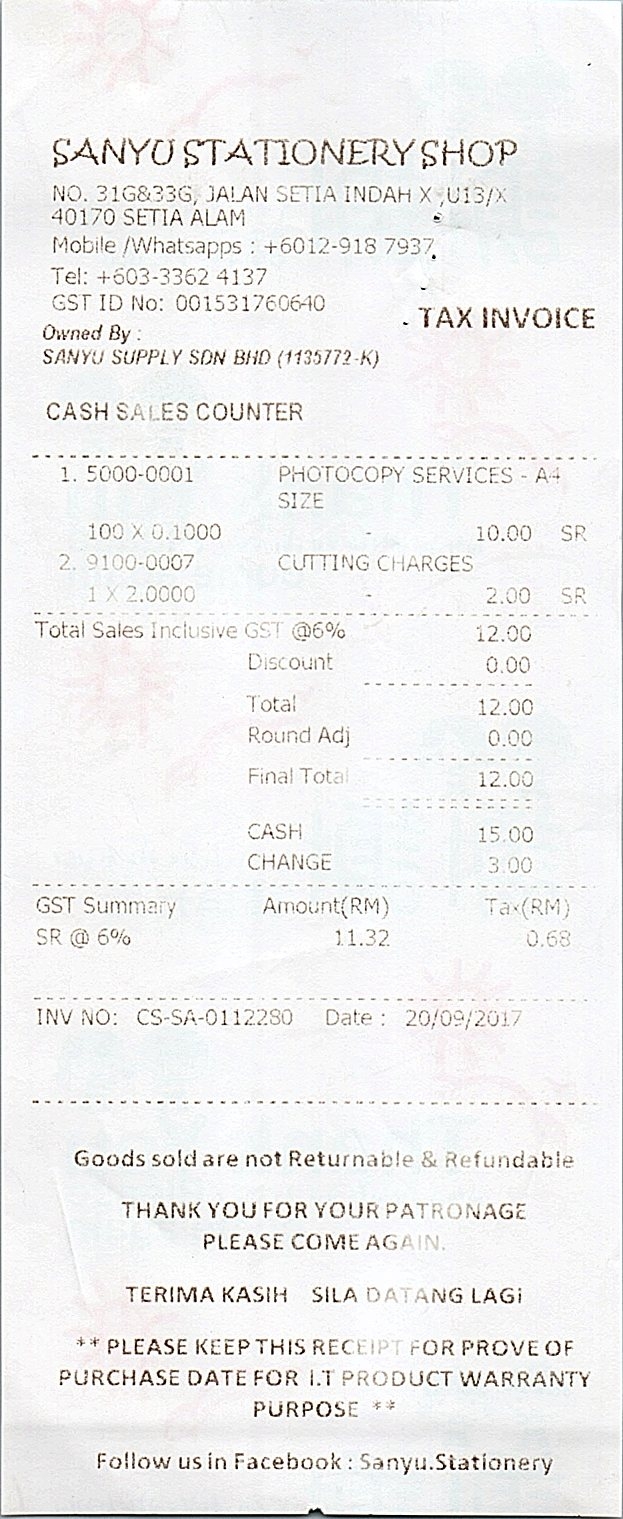 SANYU STATIONERY SHOP
NO. 31G&33G, JALAN SETIA INDAH X ,U13/X
40170 SETIA ALAM
Mobile /Whatsapps : +6012-918 7937
Tel: +603-3362 4137
GST ID No: 001531760640
TAX INVOICE
Owned By :
SANYU SUPPLY SDN BHD (1135772-K)
CASH SALES COUNTER
1. 5000-0001 PHOTOCOPY SERVICES - A4
SIZE
100 X 0.1000 - 10.00 SR
2. 9100-0007 CUTTING CHARGES
1 X 2.0000 - 2.00 SR
Total Sales Inclusive GST @6% 12.00
Discount 0.00
Total 12.00
Round Adj 0.00
Final Total 12.00
CASH 15.00
CHANGE 3.00
GST Summary Amount(RM) Tax(RM)
SR @ 6% 11.32 0.68
INV NO: CS-SA-0112280 Date : 20/09/2017
Goods sold are not Returnable & Refundable
THANK YOU FOR YOUR PATRONAGE
PLEASE COME AGAIN.
TERIMA KASIH SILA DATANG LAGI
** PLEASE KEEP THIS RECEIPT FOR PROVE OF
PURCHASE DATE FOR I.T PRODUCT WARRANTY
PURPOSE **
Follow us in Facebook : Sanyu.Stationery